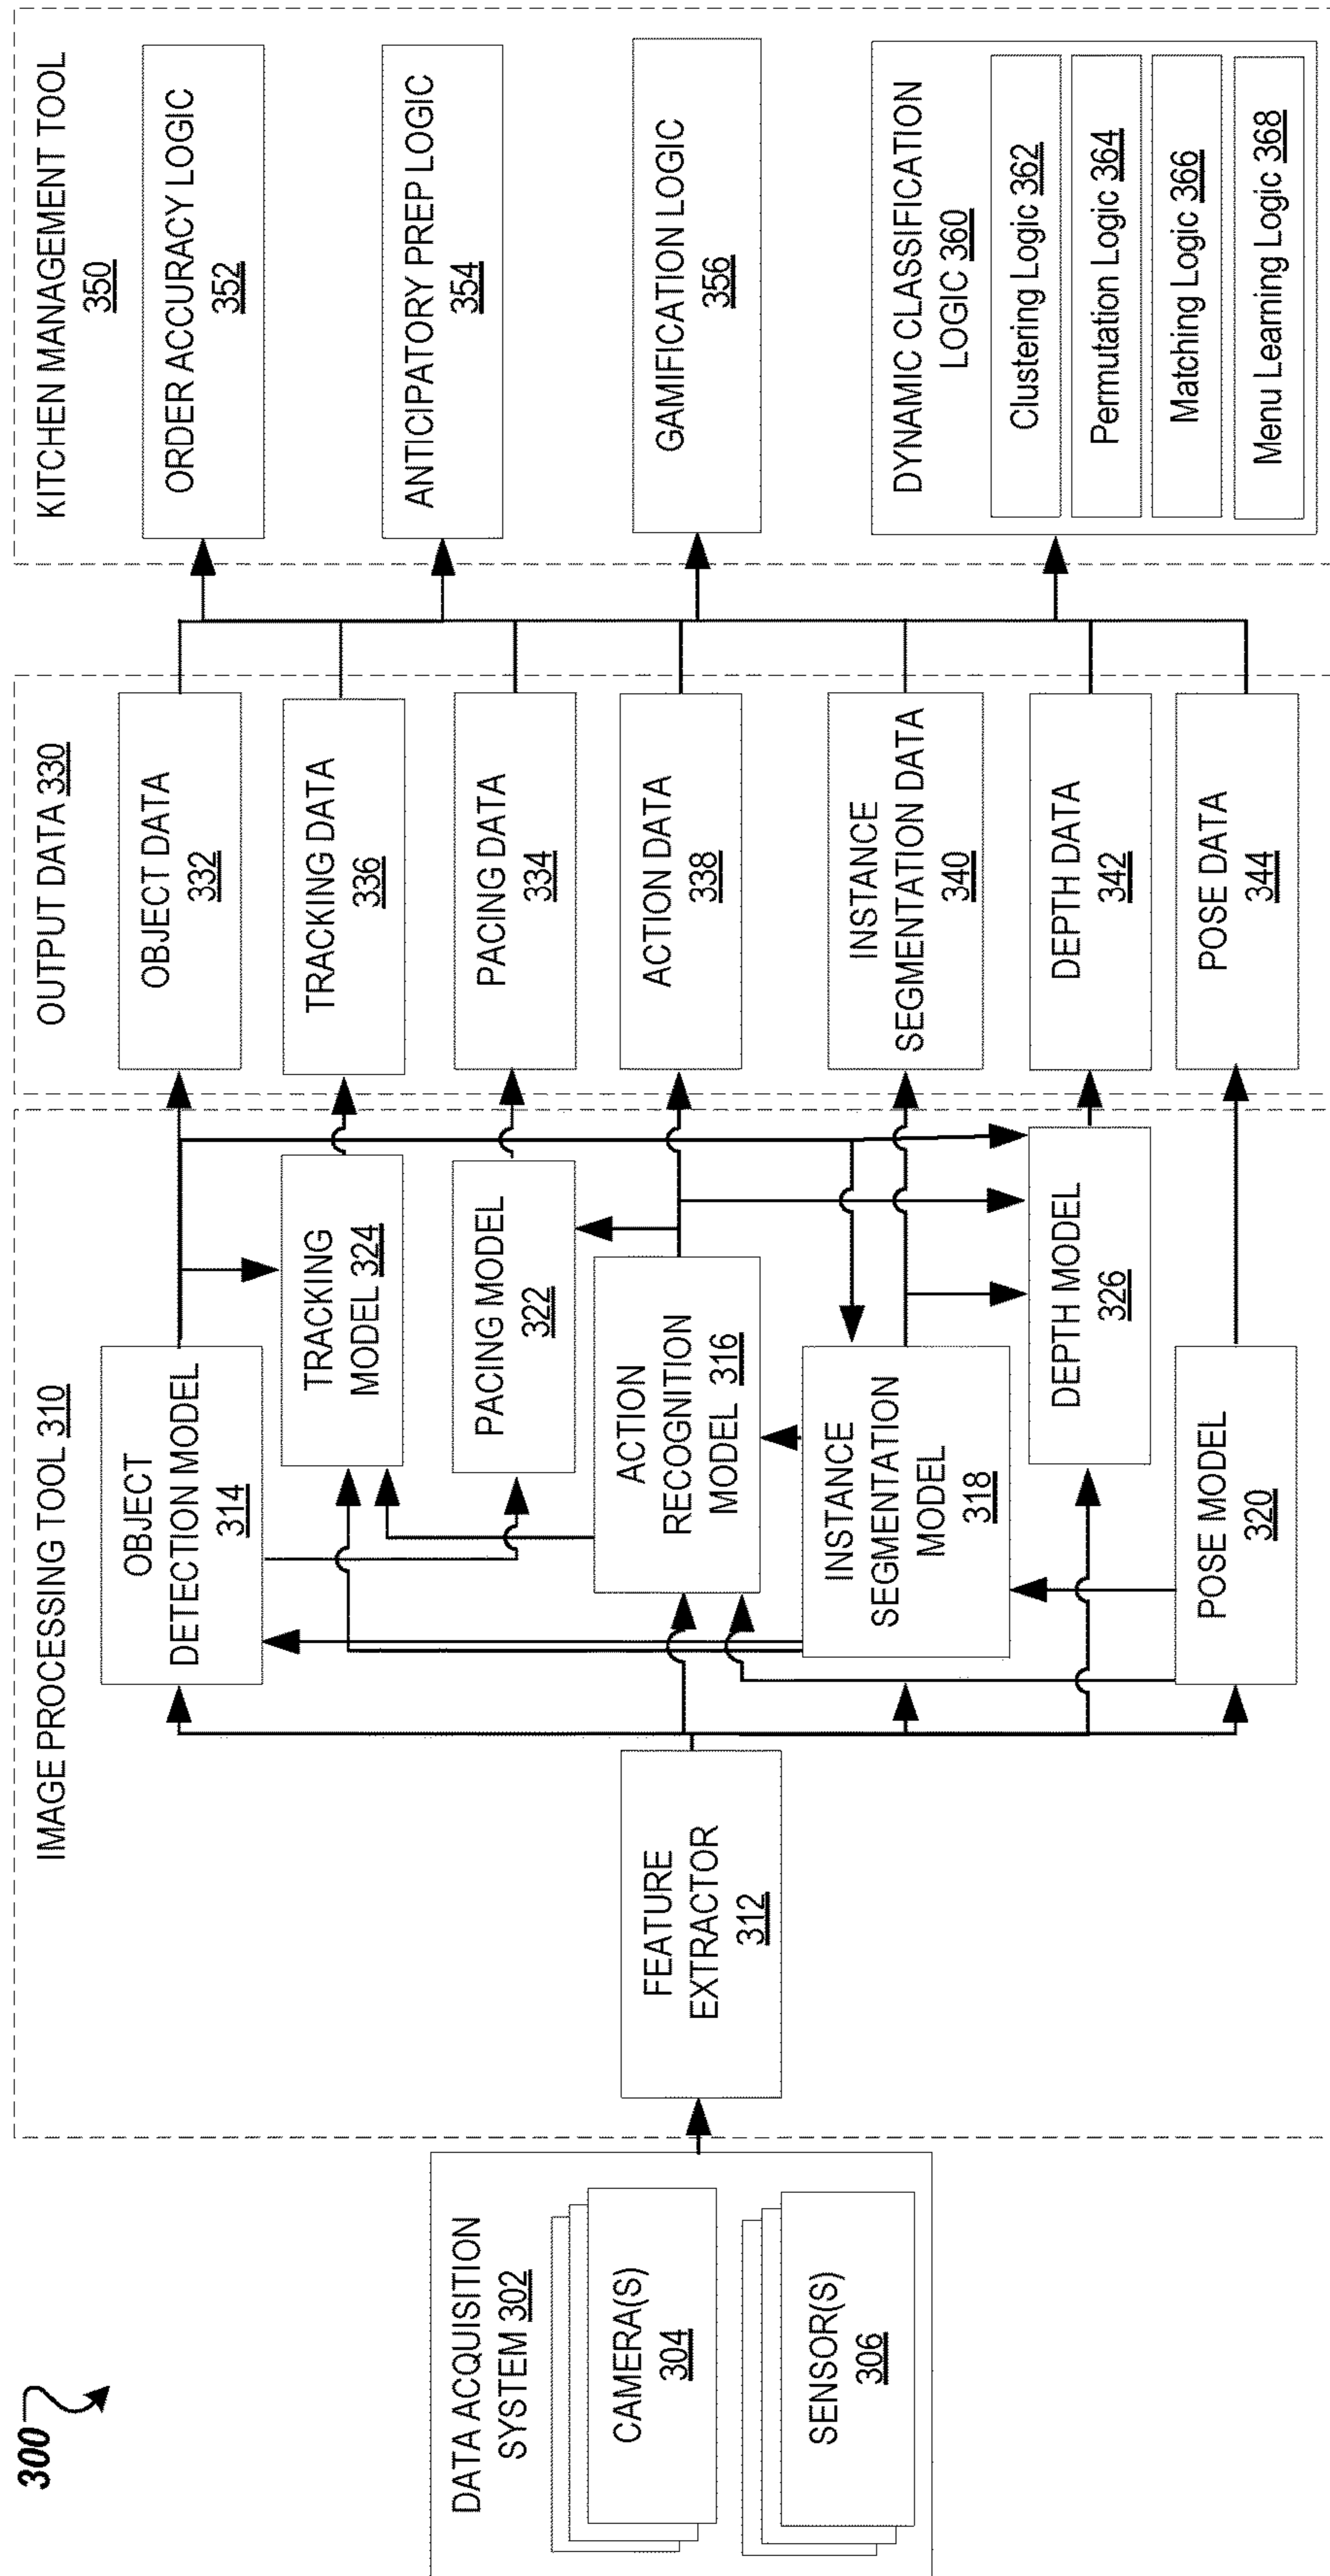 300
DATA ACQUISITION
SYSTEM 302
CAMERA(S)
304
SENSOR(S)
306
IMAGE PROCESSING TOOL 310
FEATURE
EXTRACTOR
312
OBJECT
DETECTION MODEL
314
TRACKING
MODEL 324
PACING MODEL
322
ACTION
RECOGNITION
MODEL 316
INSTANCE
SEGMENTATION
MODEL
318
DEPTH MODEL
326
POSE MODEL
320
OUTPUT DATA 330
OBJECT DATA
332
TRACKING DATA
336
PACING DATA
334
ACTION DATA
338
INSTANCE
SEGMENTATION DATA
340
DEPTH DATA
342
POSE DATA
344
KITCHEN MANAGEMENT TOOL
350
ORDER ACCURACY LOGIC
352
ANTICIPATORY PREP LOGIC
354
GAMIFICATION LOGIC
356
DYNAMIC CLASSIFICATION
LOGIC 360
Clustering Logic 362
Permutation Logic 364
Matching Logic 366
Menu Learning Logic 368